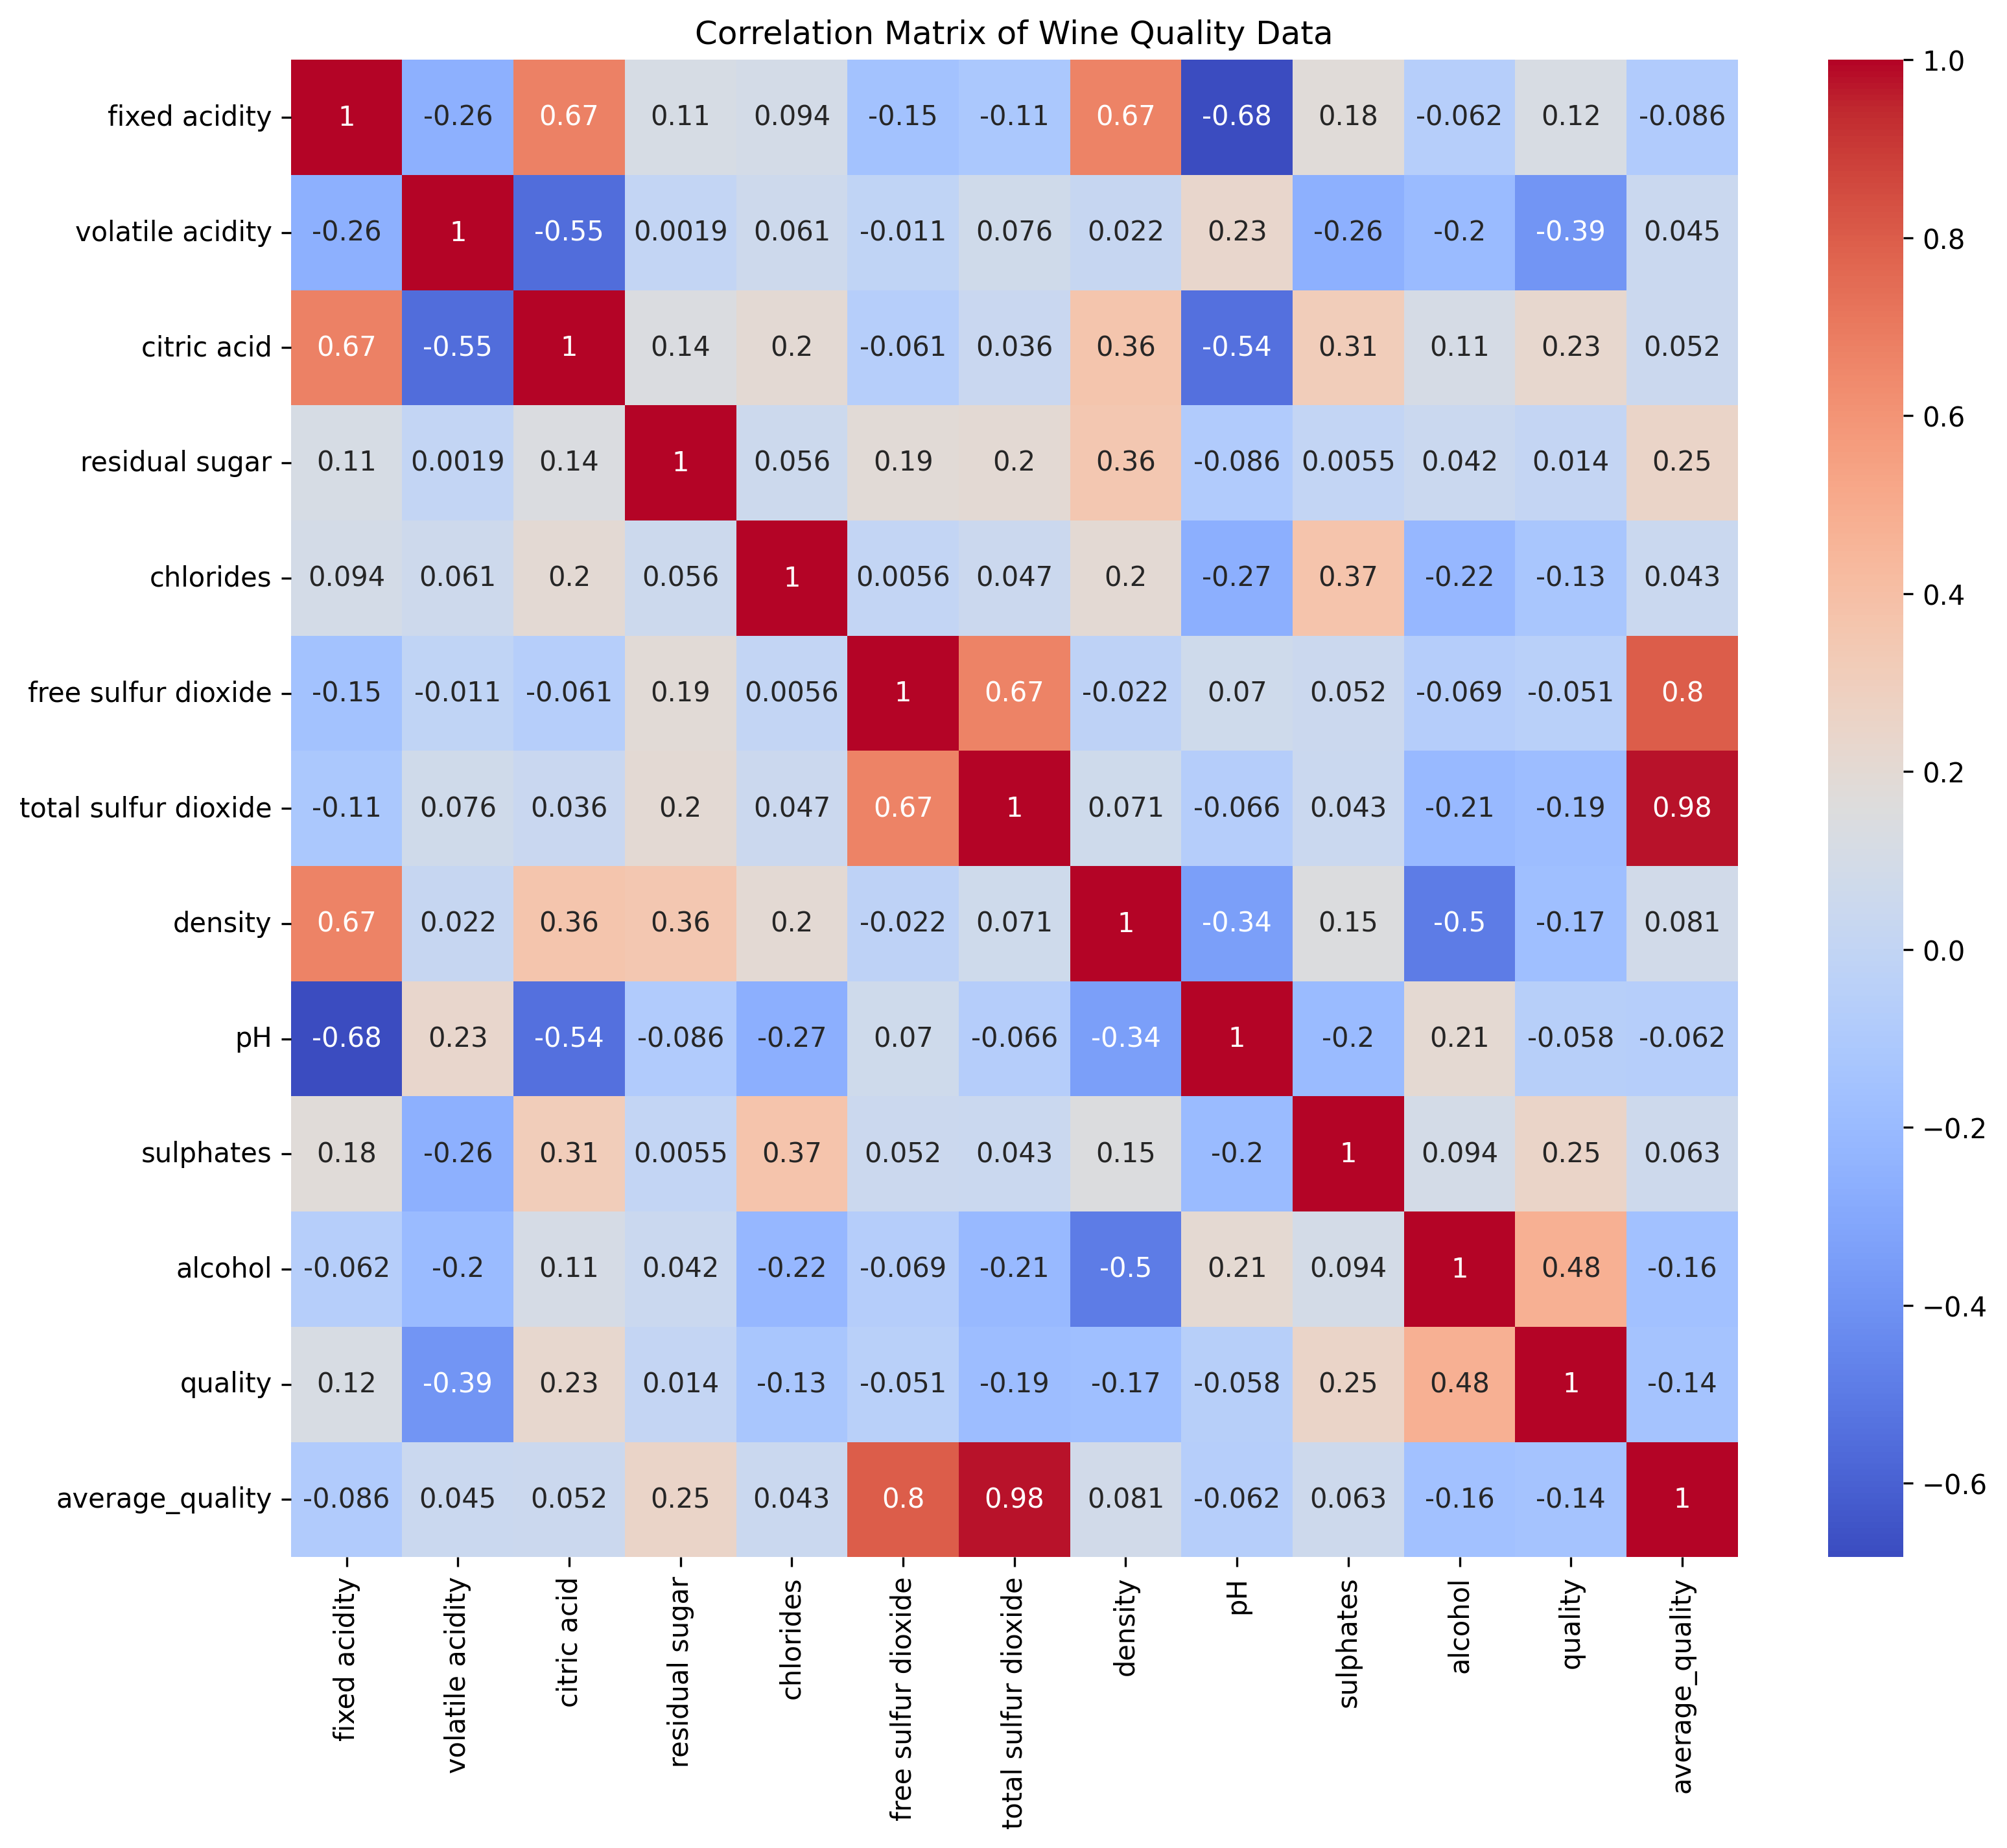 Correlation Matrix of Wine Quality Data
fixed acidity 1 -0.26 0.67 0.11 0.094 -0.15 -0.11 0.67 -0.68 0.18 -0.062 0.12 -0.086
volatile acidity -0.26 1 -0.55 0.0019 0.061 -0.011 0.076 0.022 0.23 -0.26 -0.2 -0.39 0.045
citric acid 0.67 -0.55 1 0.14 0.2 -0.061 0.036 0.36 -0.54 0.31 0.11 0.23 0.052
residual sugar 0.11 0.0019 0.14 1 0.056 0.19 0.2 0.36 -0.086 0.0055 0.042 0.014 0.25
chlorides 0.094 0.061 0.2 0.056 1 0.0056 0.047 0.2 -0.27 0.37 -0.22 -0.13 0.043
free sulfur dioxide -0.15 -0.011 -0.061 0.19 0.0056 1 0.67 -0.022 0.07 0.052 -0.069 -0.051 0.8
total sulfur dioxide -0.11 0.076 0.036 0.2 0.047 0.67 1 0.071 -0.066 0.043 -0.21 -0.19 0.98
density 0.67 0.022 0.36 0.36 0.2 -0.022 0.071 1 -0.34 0.15 -0.5 -0.17 0.081
pH -0.68 0.23 -0.54 -0.086 -0.27 0.07 -0.066 -0.34 1 -0.2 0.21 -0.058 -0.062
sulphates 0.18 -0.26 0.31 0.0055 0.37 0.052 0.043 0.15 -0.2 1 0.094 0.25 0.063
alcohol -0.062 -0.2 0.11 0.042 -0.22 -0.069 -0.21 -0.5 0.21 0.094 1 0.48 -0.16
quality 0.12 -0.39 0.23 0.014 -0.13 -0.051 -0.19 -0.17 -0.058 0.25 0.48 1 -0.14
average_quality -0.086 0.045 0.052 0.25 0.043 0.8 0.98 0.081 -0.062 0.063 -0.16 -0.14 1
fixed acidity
volatile acidity
citric acid
residual sugar
chlorides
free sulfur dioxide
total sulfur dioxide
density
pH
sulphates
alcohol
quality
average_quality
1.0
0.8
0.6
0.4
0.2
0.0
−0.2
−0.4
−0.6